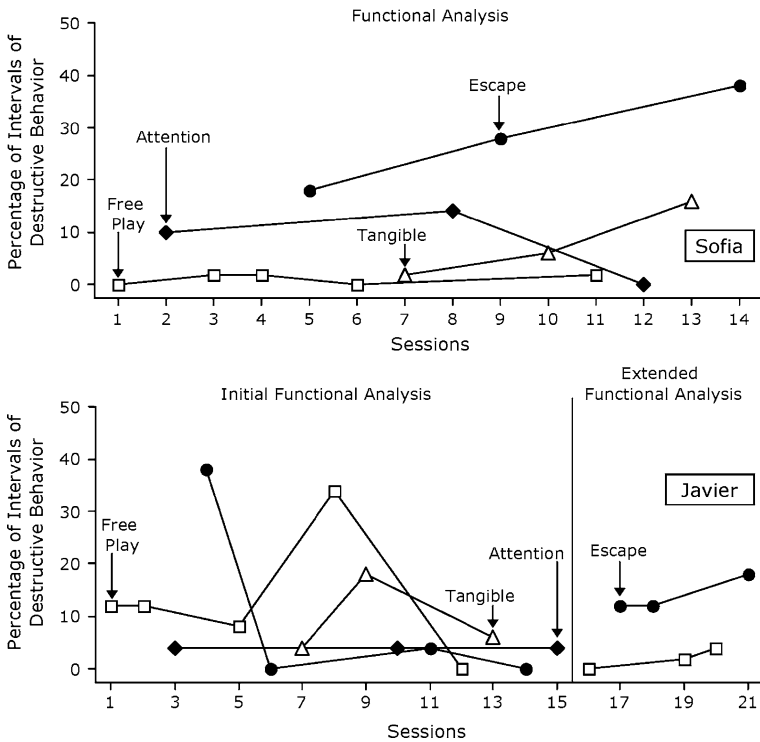 Functional Analysis
Percentage of Intervals of
Destructive Behavior
50
40
30
20
10
0
Escape
Attention
Free
Play
Tangible
Sofia
1 2 3 4 5 6 7 8 9 10 11 12 13 14
Sessions
Extended
Initial Functional Analysis Functional Analysis
Percentage of Intervals of
Destructive Behavior
50
40
30
20
10
0
Javier
Free
Play
Attention Escape
Tangible
1 3 5 7 9 11 13 15 17 19 21
Sessions